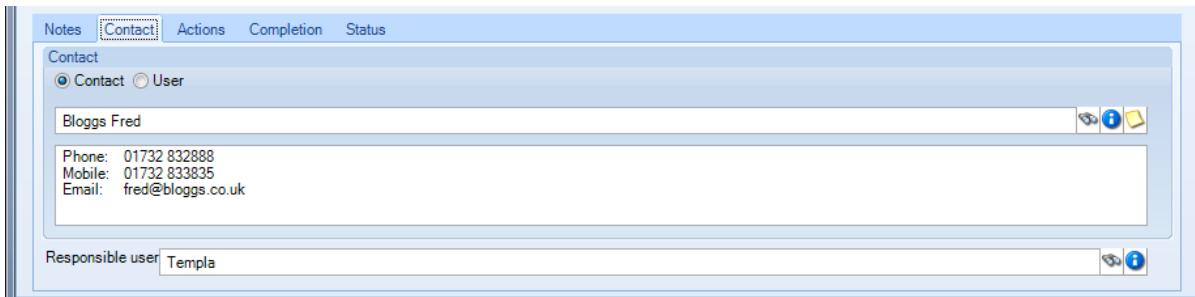 Notes Contact Actions Completion Status
Contact
Contact User
Bloggs Fred
Phone: 01732 832888
Mobile: 01732 833835
Email: fred@bloggs.co.uk
Responsible user Templa